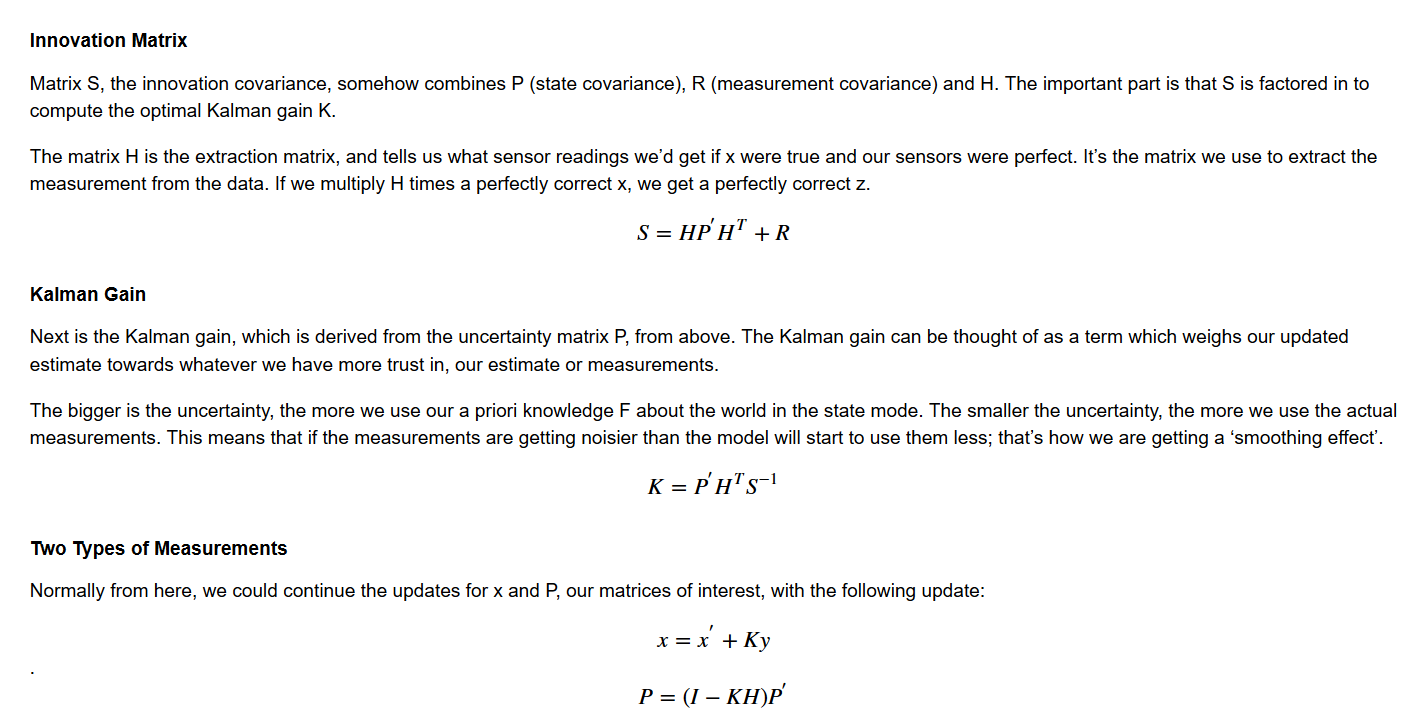 Innovation Matrix
Matrix S, the innovation covariance, somehow combines P (state covariance), R (measurement covariance) and H. The important part is that S is factored in to
compute the optimal Kalman gain K.
The matrix H is the extraction matrix, and tells us what sensor readings we’d get if x were true and our sensors were perfect. It’s the matrix we use to extract the
measurement from the data. If we multiply H times a perfectly correct x, we get a perfectly correct z.
S = HP′Hᵀ + R
Kalman Gain
Next is the Kalman gain, which is derived from the uncertainty matrix P, from above. The Kalman gain can be thought of as a term which weighs our updated
estimate towards whatever we have more trust in, our estimate or measurements.
The bigger is the uncertainty, the more we use our a priori knowledge F about the world in the state mode. The smaller the uncertainty, the more we use the actual
measurements. This means that if the measurements are getting noisier than the model will start to use them less; that’s how we are getting a ‘smoothing effect’.
K = P′HᵀS⁻¹
Two Types of Measurements
Normally from here, we could continue the updates for x and P, our matrices of interest, with the following update:
x = x′ + Ky
.
P = (I − KH)P′